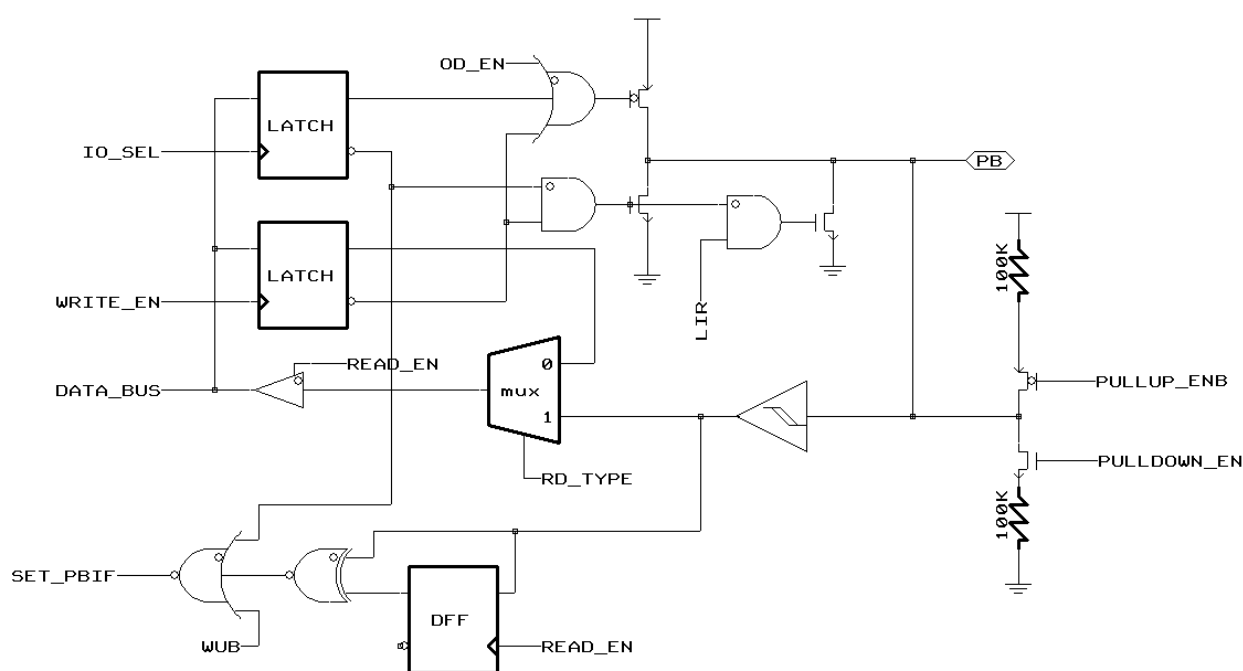 OD_EN
LATCH
IO_SEL
PB
LATCH
100K
WRITE_EN
LIR
READ_EN
0
DATA_BUS
mux
PULLUP_ENB
1
PULLDOWN_EN
RD_TYPE
100K
SET_PBIF
DFF
WUB
READ_EN